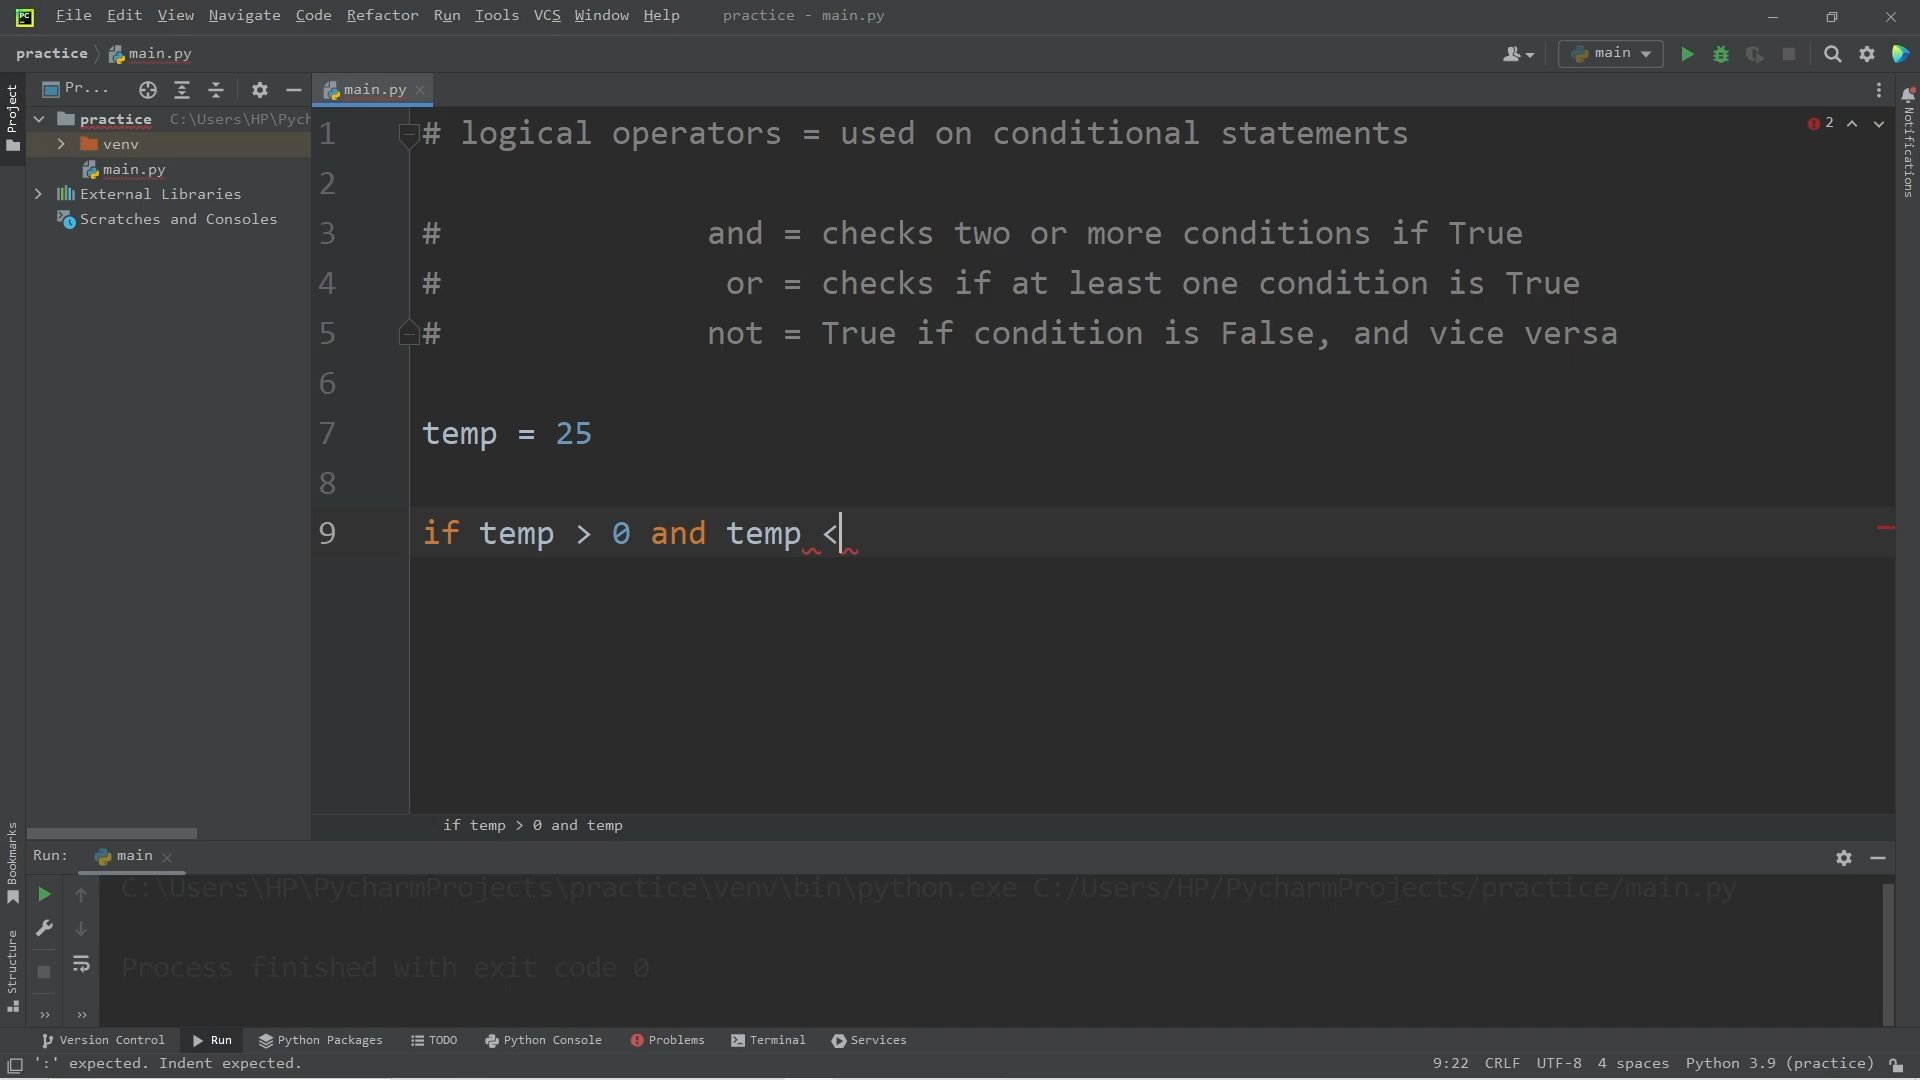 File Edit View Navigate Code Refactor Run Tools VCS Window Help practice - main.py
practice main.py main
Project Pr... main.py Notifications
practice C:\Users\HP\Pych
venv
main.py
External Libraries
Scratches and Consoles
2
1 # logical operators = used on conditional statements
2
3 # and = checks two or more conditions if True
4 # or = checks if at least one condition is True
5 # not = True if condition is False, and vice versa
6
7 temp = 25
8
9 if temp > 0 and temp <
if temp > 0 and temp
Bookmarks
Structure
Run: main
C:\Users\HP\PycharmProjects\practice\venv\bin\python.exe C:/Users/HP/PycharmProjects/practice/main.py
Process finished with exit code 0
Version Control Run Python Packages TODO Python Console Problems Terminal Services
':' expected. Indent expected. 9:22 CRLF UTF-8 4 spaces Python 3.9 (practice)